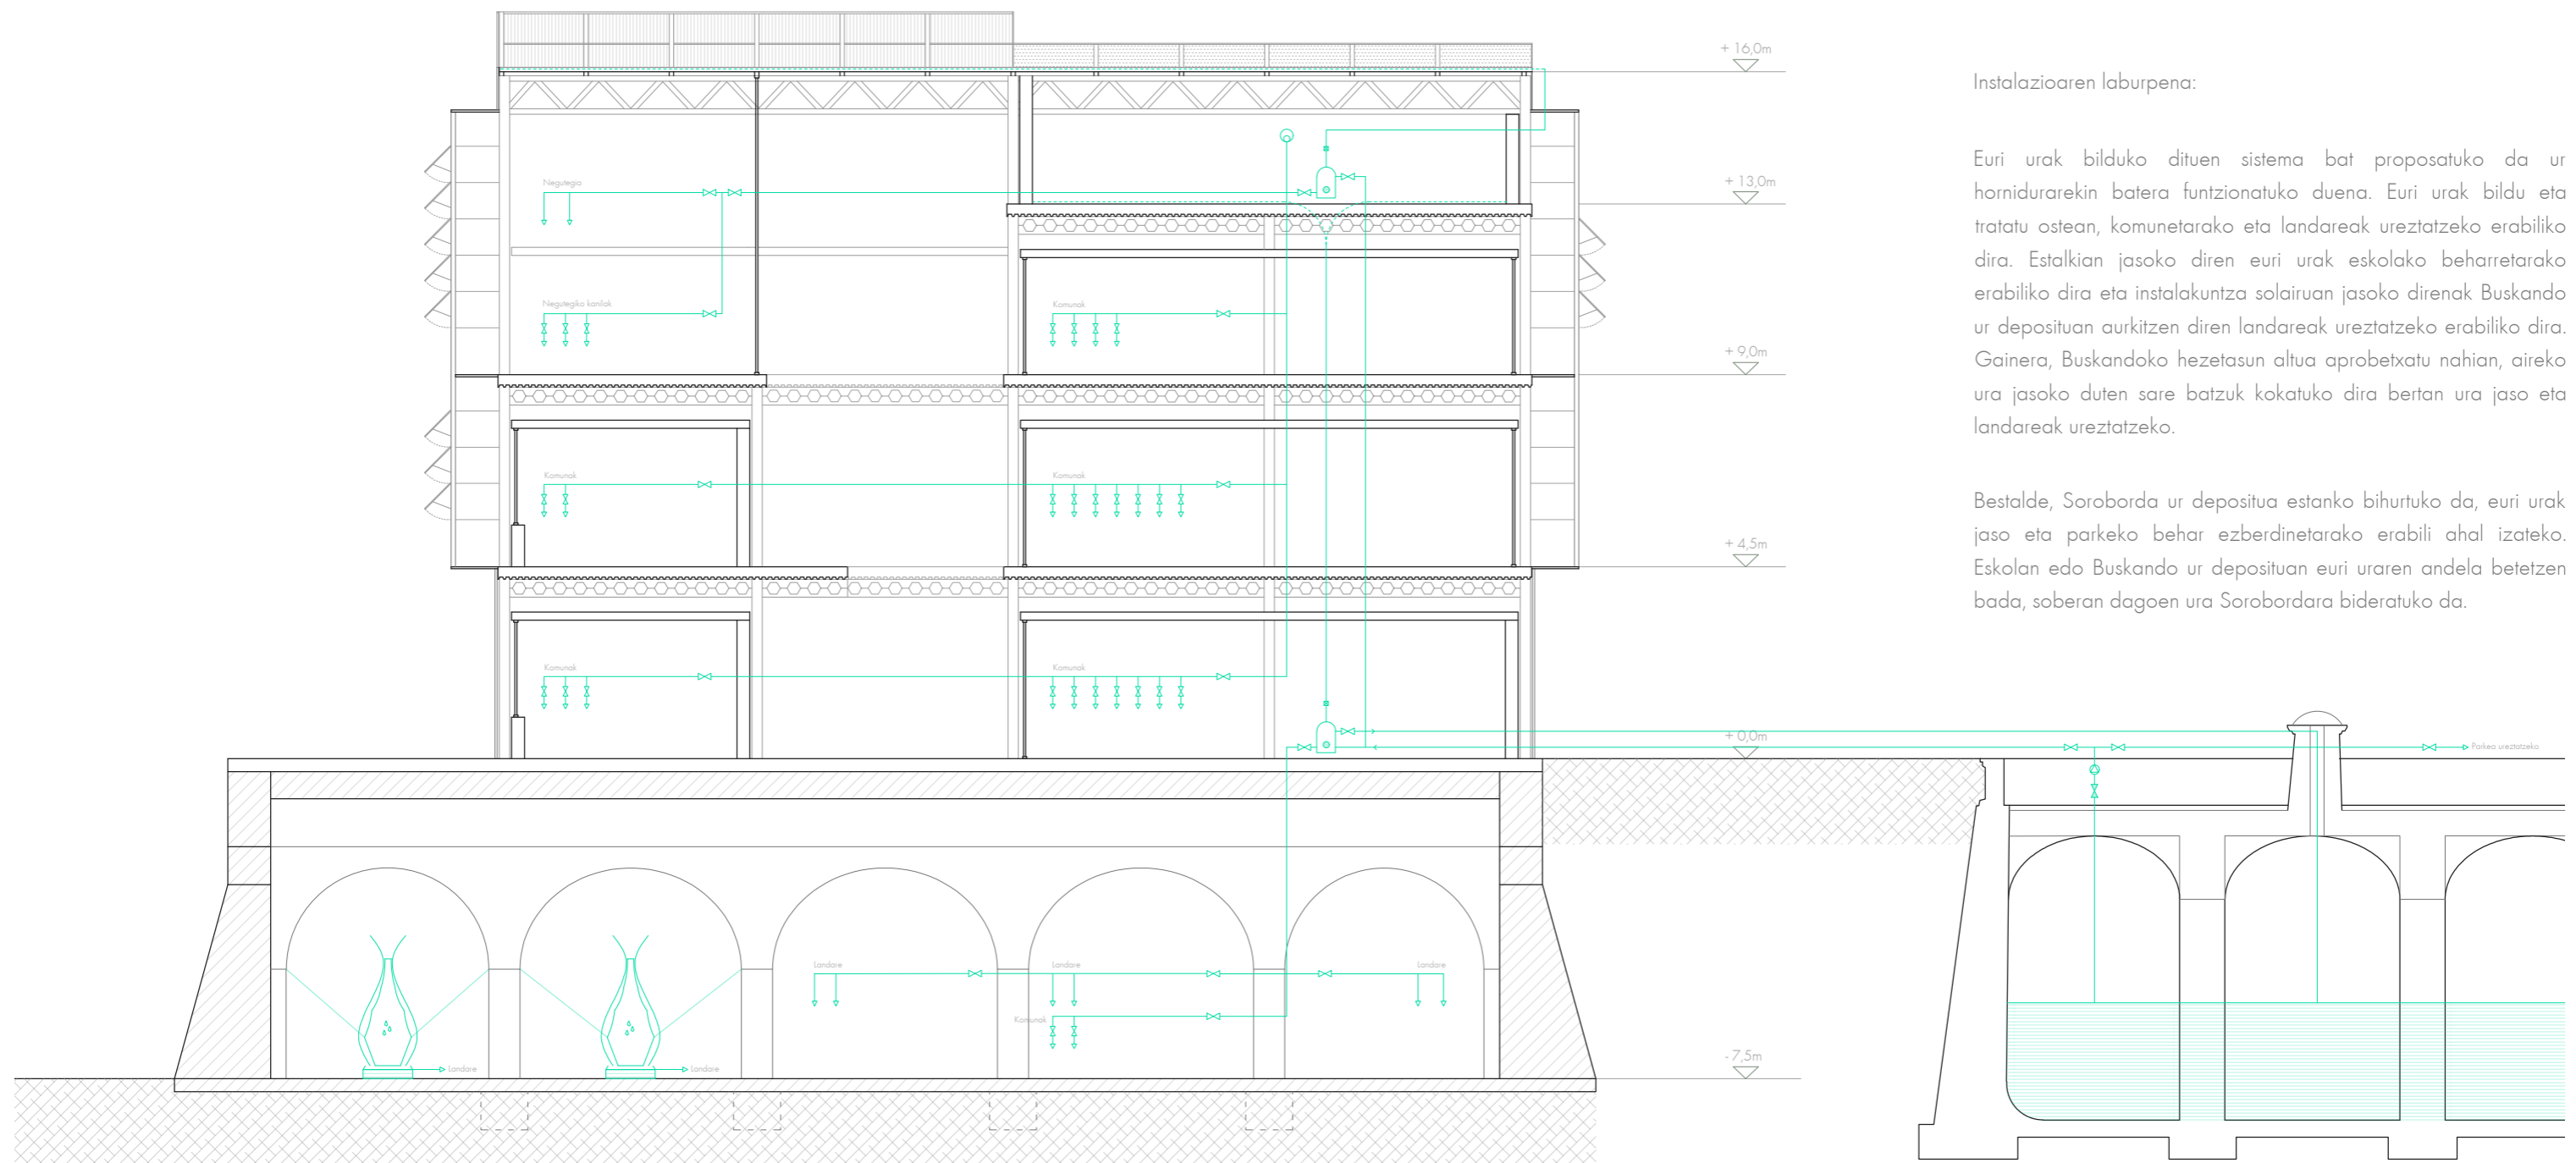 + 16,0m
Instalazioaren laburpena:
Euri urak bilduko dituen sistema bat proposatuko da ur
hornidurarekin batera funtzionatuko duena. Euri urak bildu eta
tratatu ostean, komunetarako eta landareak ureztatzeko erabiliko
dira. Estalkian jasoko diren euri urak eskolako beharretarako
erabiliko dira eta instalakuntza solairuan jasoko direnak Buskando
ur deposituan aurkitzen diren landareak ureztatzeko erabiliko dira.
Gainera, Buskandoko hezetasun altua aprobetxatu nahian, aireko
ura jasoko duten sare batzuk kokatuko dira bertan ura jaso eta
landareak ureztatzeko.
Bestalde, Soroborda ur depositua estanko bihurtuko da, euri urak
jaso eta parkeko behar ezberdinetarako erabili ahal izateko.
Eskolan edo Buskando ur deposituan euri uraren andela betetzen
bada, soberan dagoen ura Sorobordara bideratuko da.
Negutegia
+ 13,0m
Negutegiko kanilak
Komunak
+ 9,0m
Komunak
Komunak
+ 4,5m
Komunak
Komunak
+ 0,0m
Parkea ureztatzeko
Landare
Landare
Landare
Komunak
Landare
Landare
- 7,5m